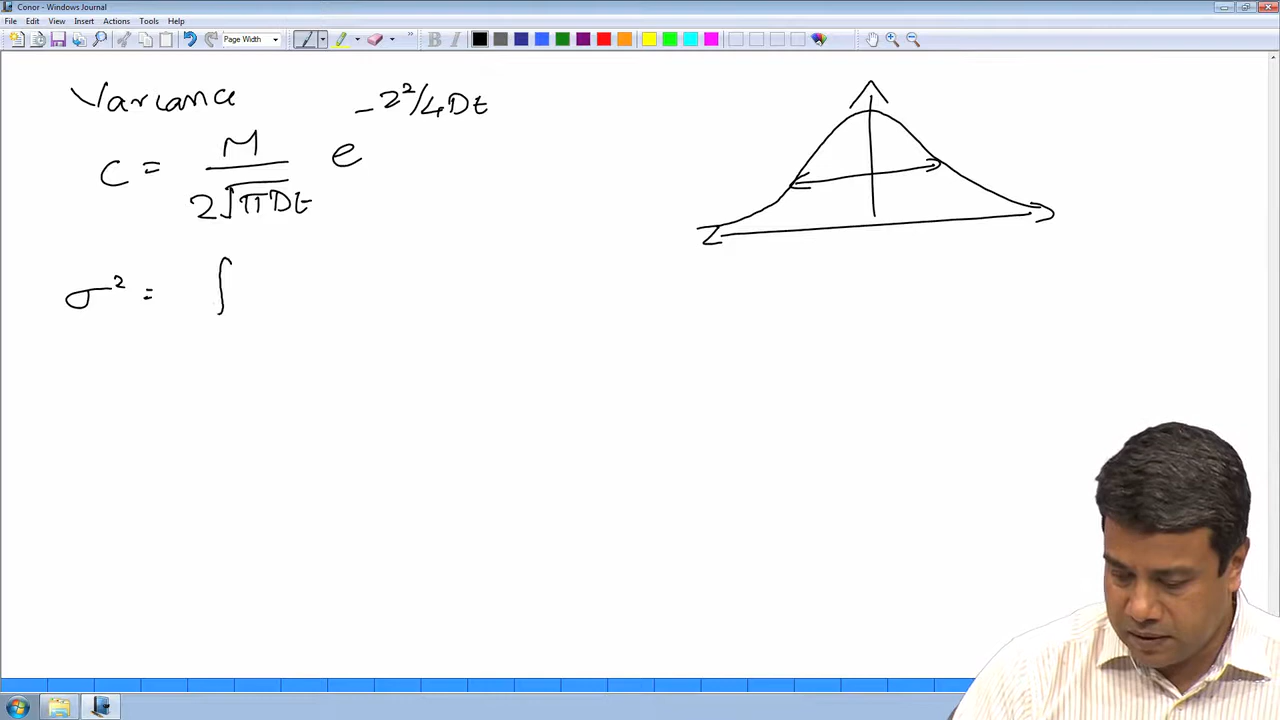 Conor - Windows Journal
File Edit View Insert Actions Tools Help
Page Width
Variance
C = M / 2√πDt e^-z²/4Dt
σ² = ∫